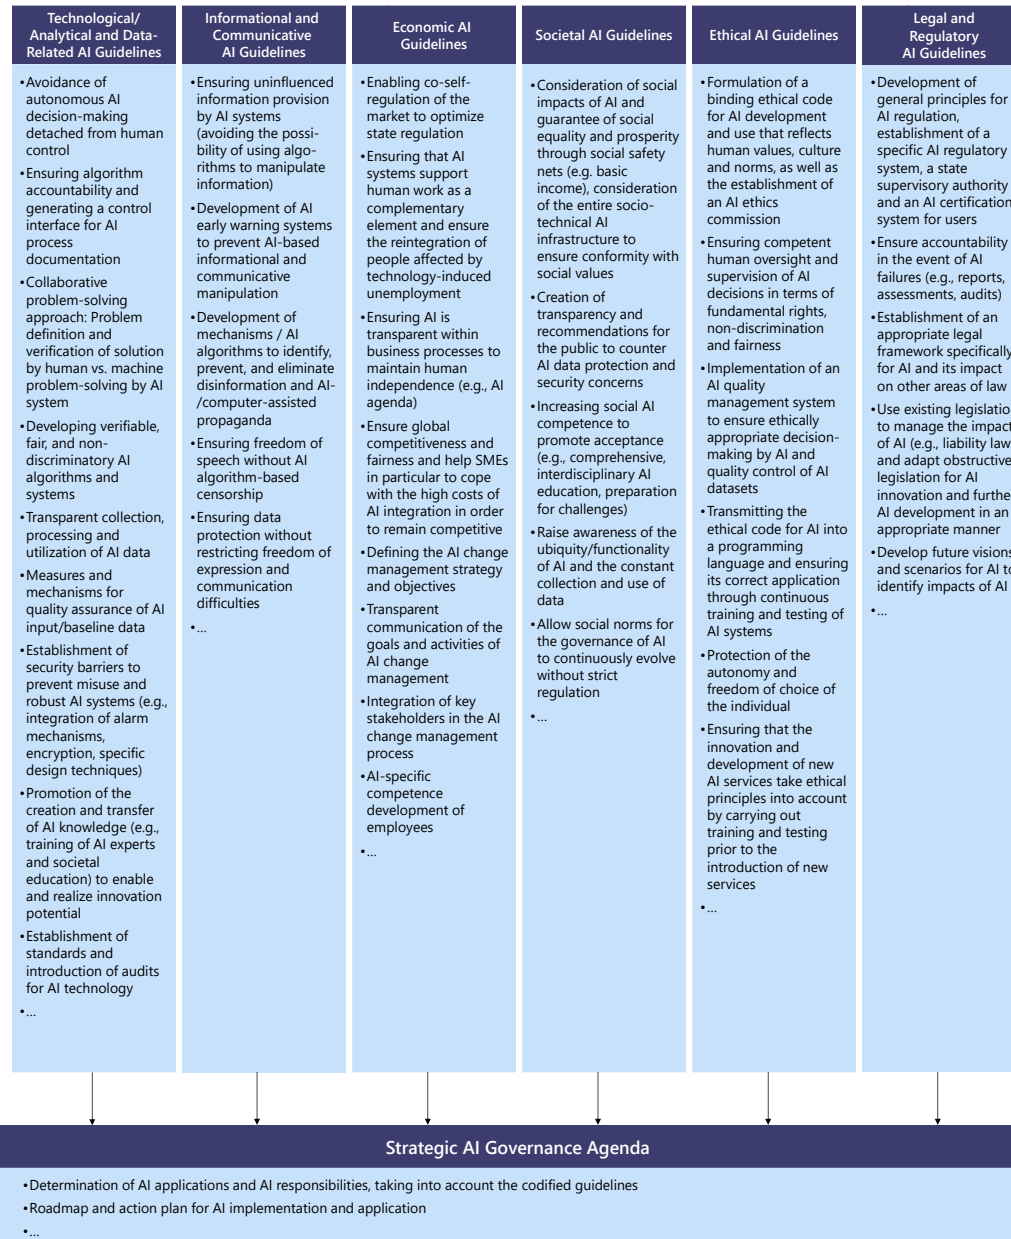 Technological/
Analytical and Data-
Related AI Guidelines
•Avoidance of
autonomous AI
decision-making
detached from human
control
•Ensuring algorithm
accountability and
generating a control
interface for AI
process
documentation
•Collaborative
problem-solving
approach: Problem
definition and
verification of solution
by human vs. machine
problem-solving by AI
system
•Developing verifiable,
fair, and non-
discriminatory AI
algorithms and
systems
•Transparent collection,
processing and
utilization of AI data
•Measures and
mechanisms for
quality assurance of AI
input/baseline data
•Establishment of
security barriers to
prevent misuse and
robust AI systems (e.g.,
integration of alarm
mechanisms,
encryption, specific
design techniques)
•Promotion of the
creation and transfer
of AI knowledge (e.g.,
training of AI experts
and societal
education) to enable
and realize innovation
potential
•Establishment of
standards and
introduction of audits
for AI technology
•...
Informational and
Communicative
AI Guidelines
•Ensuring uninfluenced
information provision
by AI systems
(avoiding the possi-
bility of using algo-
rithms to manipulate
information)
•Development of AI
early warning systems
to prevent AI-based
informational and
communicative
manipulation
•Development of
mechanisms / AI
algorithms to identify,
prevent, and eliminate
disinformation and AI-
/computer-assisted
propaganda
•Ensuring freedom of
speech without AI
algorithm-based
censorship
•Ensuring data
protection without
restricting freedom of
expression and
communication
difficulties
•...
Economic AI
Guidelines
•Enabling co-self-
regulation of the
market to optimize
state regulation
•Ensuring that AI
systems support
human work as a
complementary
element and ensure
the reintegration of
people affected by
technology-induced
unemployment
•Ensuring AI is
transparent within
business processes to
maintain human
independence (e.g., AI
agenda)
•Ensure global
competitiveness and
fairness and help SMEs
in particular to cope
with the high costs of
AI integration in order
to remain competitive
•Defining the AI change
management strategy
and objectives
•Transparent
communication of the
goals and activities of
AI change
management
•Integration of key
stakeholders in the AI
change management
process
•AI-specific
competence
development of
employees
•...
Societal AI Guidelines
•Consideration of social
impacts of AI and
guarantee of social
equality and prosperity
through social safety
nets (e.g. basic
income), consideration
of the entire socio-
technical AI
infrastructure to
ensure conformity with
social values
•Creation of
transparency and
recommendations for
the public to counter
AI data protection and
security concerns
•Increasing social AI
competence to
promote acceptance
(e.g., comprehensive,
interdisciplinary AI
education, preparation
for challenges)
•Raise awareness of the
ubiquity/functionality
of AI and the constant
collection and use of
data
•Allow social norms for
the governance of AI
to continuously evolve
without strict
regulation
•...
Ethical AI Guidelines
•Formulation of a
binding ethical code
for AI development
and use that reflects
human values, culture
and norms, as well as
the establishment of
an AI ethics
commission
•Ensuring competent
human oversight and
supervision of AI
decisions in terms of
fundamental rights,
non-discrimination
and fairness
•Implementation of an
AI quality
management system
to ensure ethically
appropriate decision-
making by AI and
quality control of AI
datasets
•Transmitting the
ethical code for AI into
a programming
language and ensuring
its correct application
through continuous
training and testing of
AI systems
•Protection of the
autonomy and
freedom of choice of
the individual
•Ensuring that the
innovation and
development of new
AI services take ethical
principles into account
by carrying out
training and testing
prior to the
introduction of new
services
•...
Legal and
Regulatory
AI Guidelines
•Development of
general principles for
AI regulation,
establishment of a
specific AI regulatory
system, a state
supervisory authority
and an AI certification
system for users
•Ensure accountability
in the event of AI
failures (e.g., reports,
assessments, audits)
•Establishment of an
appropriate legal
framework specifically
for AI and its impact
on other areas of law
•Use existing legislatio
to manage the impact
of AI (e.g., liability law
and adapt obstructive
legislation for AI
innovation and furthe
AI development in an
appropriate manner
•Develop future visions
and scenarios for AI to
identify impacts of AI
•...
Strategic AI Governance Agenda
•Determination of AI applications and AI responsibilities, taking into account the codified guidelines
•Roadmap and action plan for AI implementation and application
•...